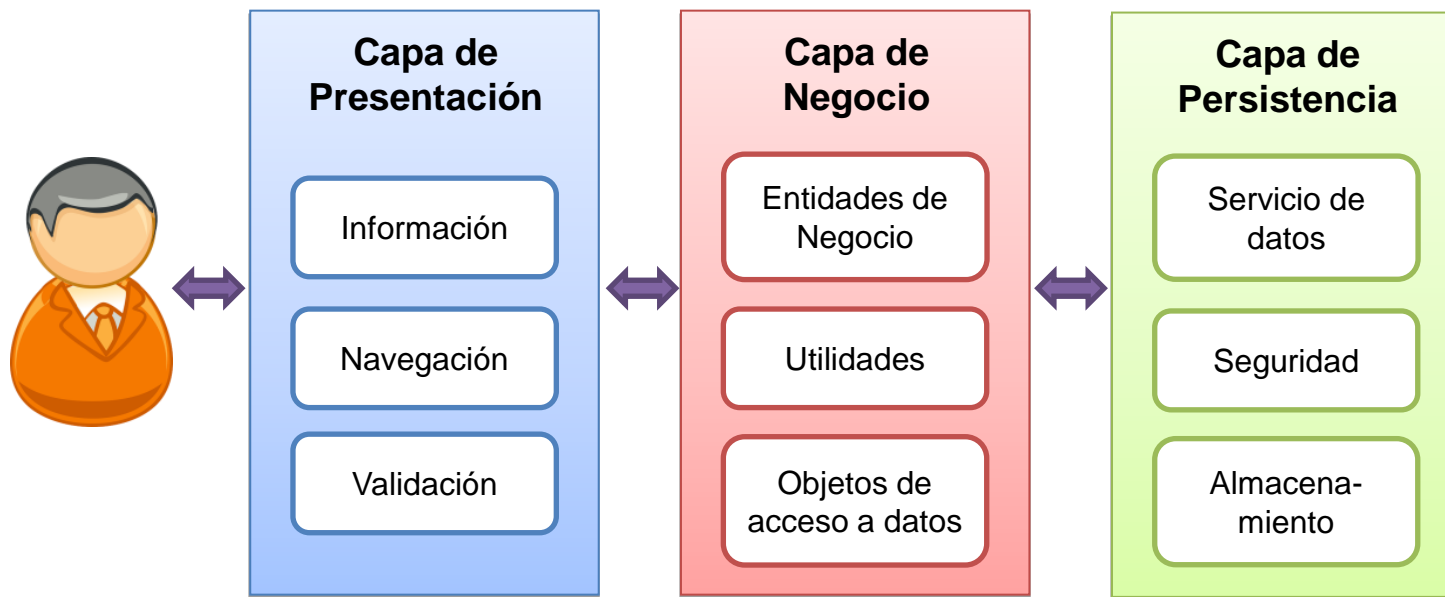 Capa de
Presentación
Información
Navegación
Validación
Capa de
Negocio
Entidades de
Negocio
Utilidades
Objetos de
acceso a datos
Capa de
Persistencia
Servicio de
datos
Seguridad
Almacena-
miento